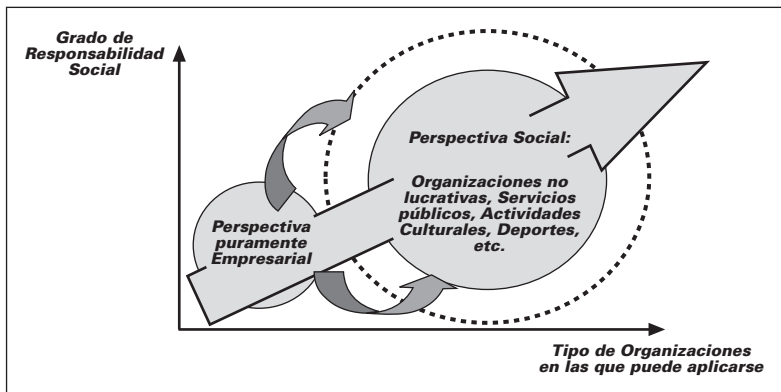 Grado de
Responsabilidad
Social
Perspectiva Social:
Organizaciones no
lucrativas, Servicios
públicos, Actividades
Culturales, Deportes,
etc.
Perspectiva
puramente
Empresarial
Tipo de Organizaciones
en las que puede aplicarse